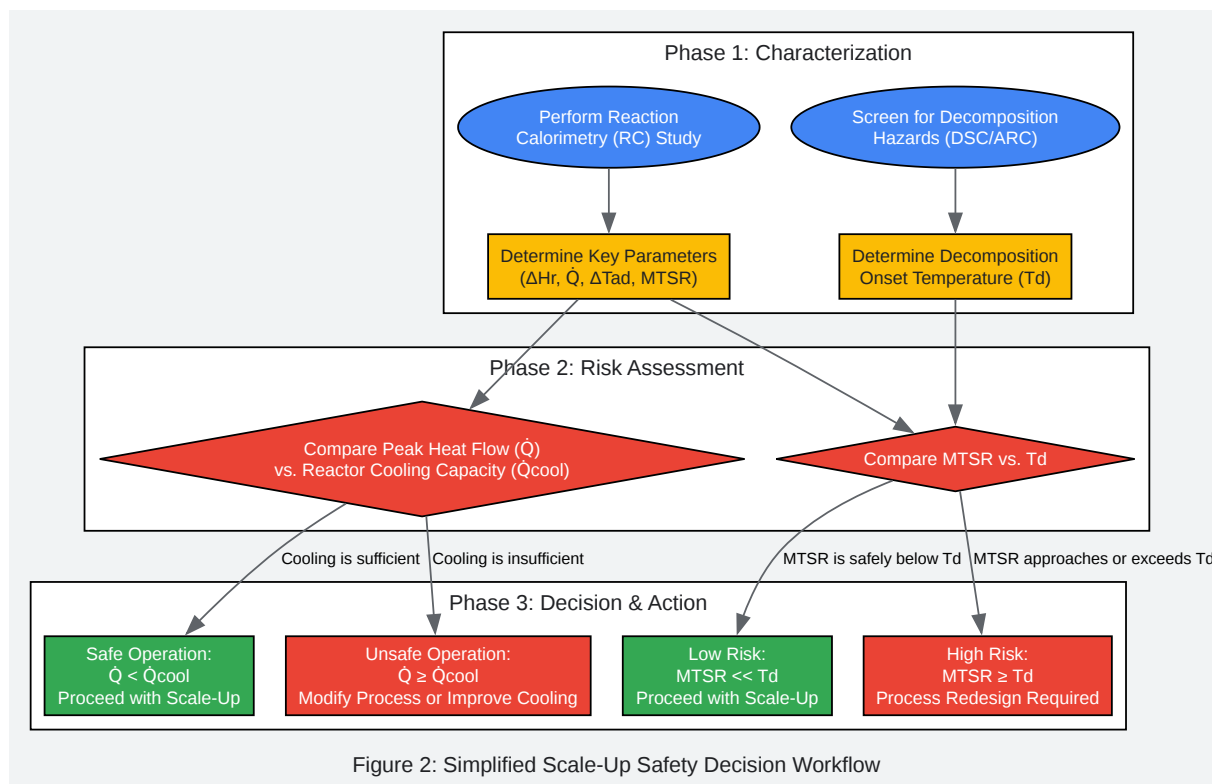 Phase 1: Characterization
Perform Reaction
Calorimetry (RC) Study
Screen for Decomposition
Hazards (DSC/ARC)
Determine Key Parameters
(ΔHr, Q̇, ΔTad, MTSR)
Determine Decomposition
Onset Temperature (Td)
Phase 2: Risk Assessment
Compare Peak Heat Flow (Q̇)
vs. Reactor Cooling Capacity (Q̇cool)
Compare MTSR vs. Td
Cooling is sufficient
Cooling is insufficient
MTSR is safely below Td
MTSR approaches or exceeds Td
Phase 3: Decision & Action
Safe Operation:
Q̇ < Q̇cool
Proceed with Scale-Up
Unsafe Operation:
Q̇ ≥ Q̇cool
Modify Process or Improve Cooling
Low Risk:
MTSR << Td
Proceed with Scale-Up
High Risk:
MTSR ≥ Td
Process Redesign Required
Figure 2: Simplified Scale-Up Safety Decision Workflow